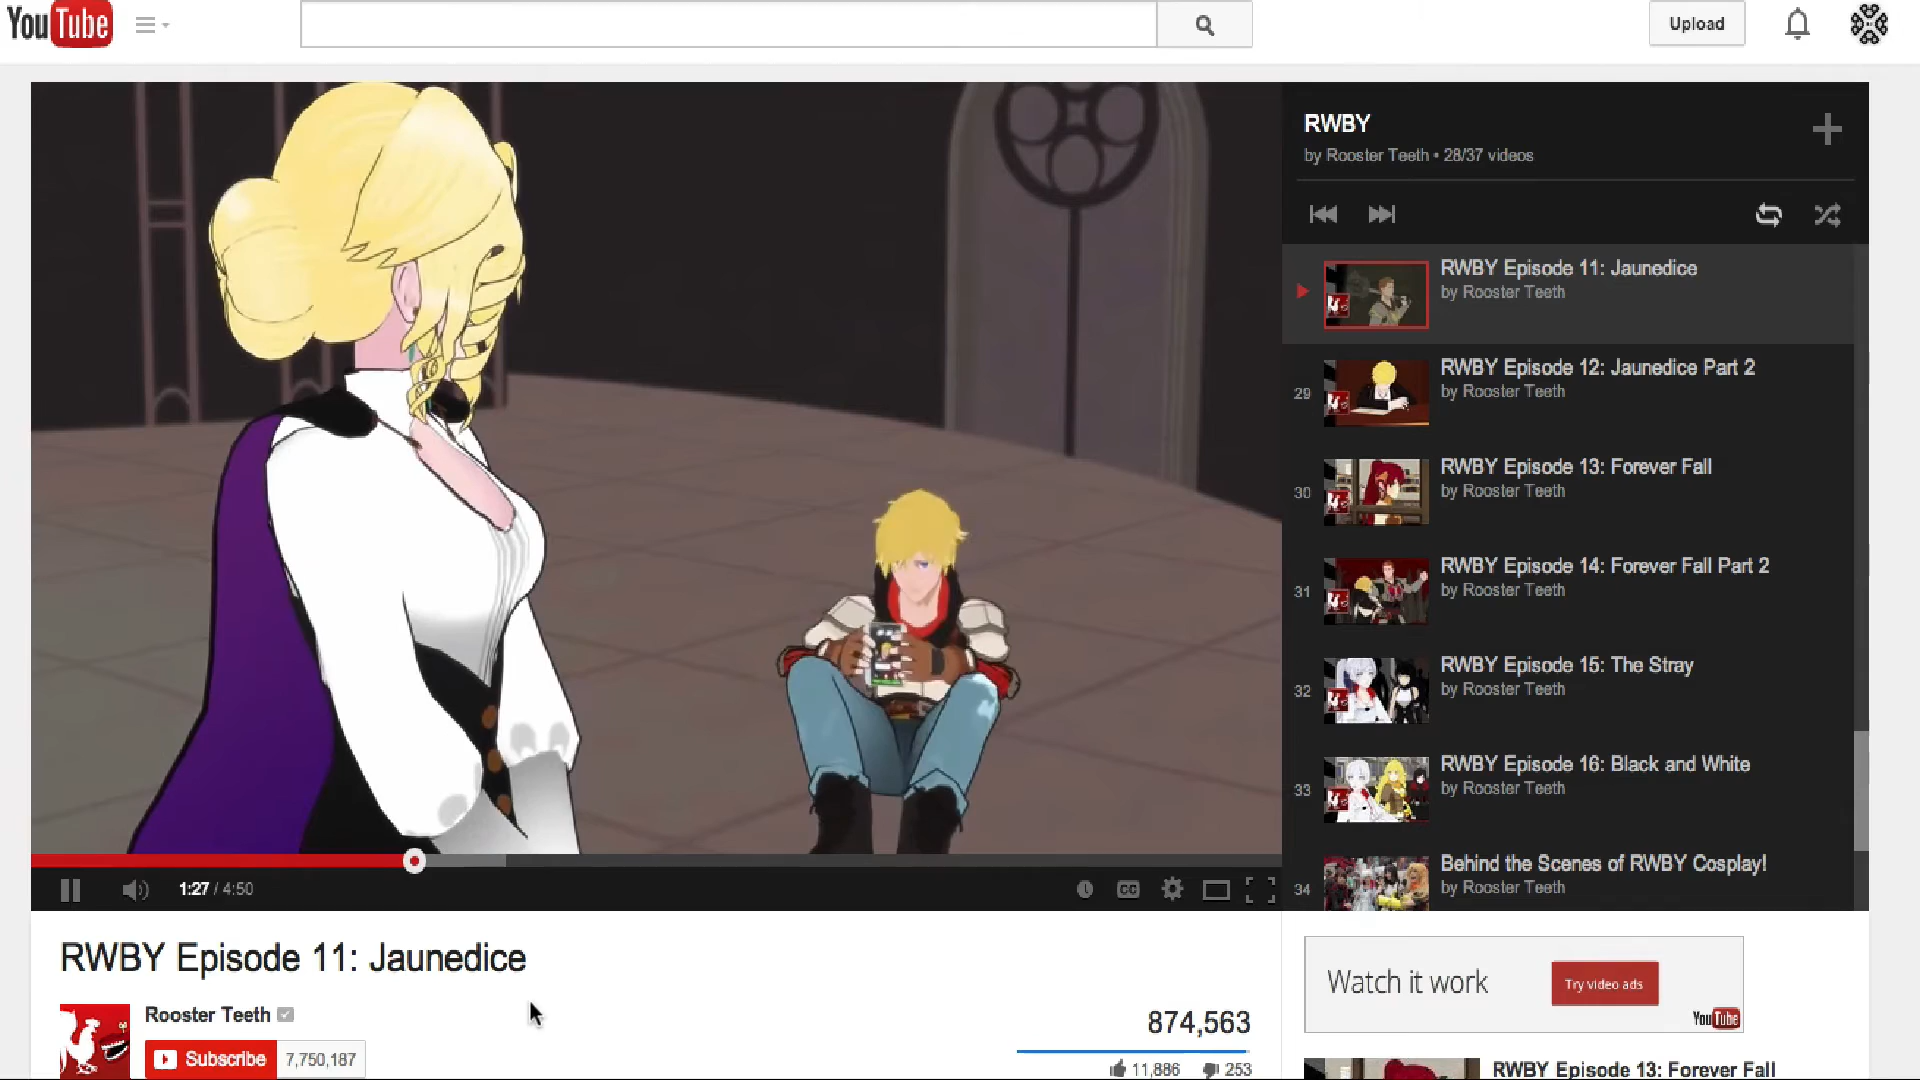 YouTube
Upload
RWBY
by Rooster Teeth • 28/37 videos
RWBY Episode 11: Jaunedice
by Rooster Teeth
29
RWBY Episode 12: Jaunedice Part 2
by Rooster Teeth
30
RWBY Episode 13: Forever Fall
by Rooster Teeth
31
RWBY Episode 14: Forever Fall Part 2
by Rooster Teeth
32
RWBY Episode 15: The Stray
by Rooster Teeth
33
RWBY Episode 16: Black and White
by Rooster Teeth
34
Behind the Scenes of RWBY Cosplay!
by Rooster Teeth
1:27 / 4:50
CC
RWBY Episode 11: Jaunedice
Rooster Teeth
Subscribe 7,750,187
874,563
11,886 253
Watch it work
Try video ads
YouTube
RWBY Episode 13: Forever Fall